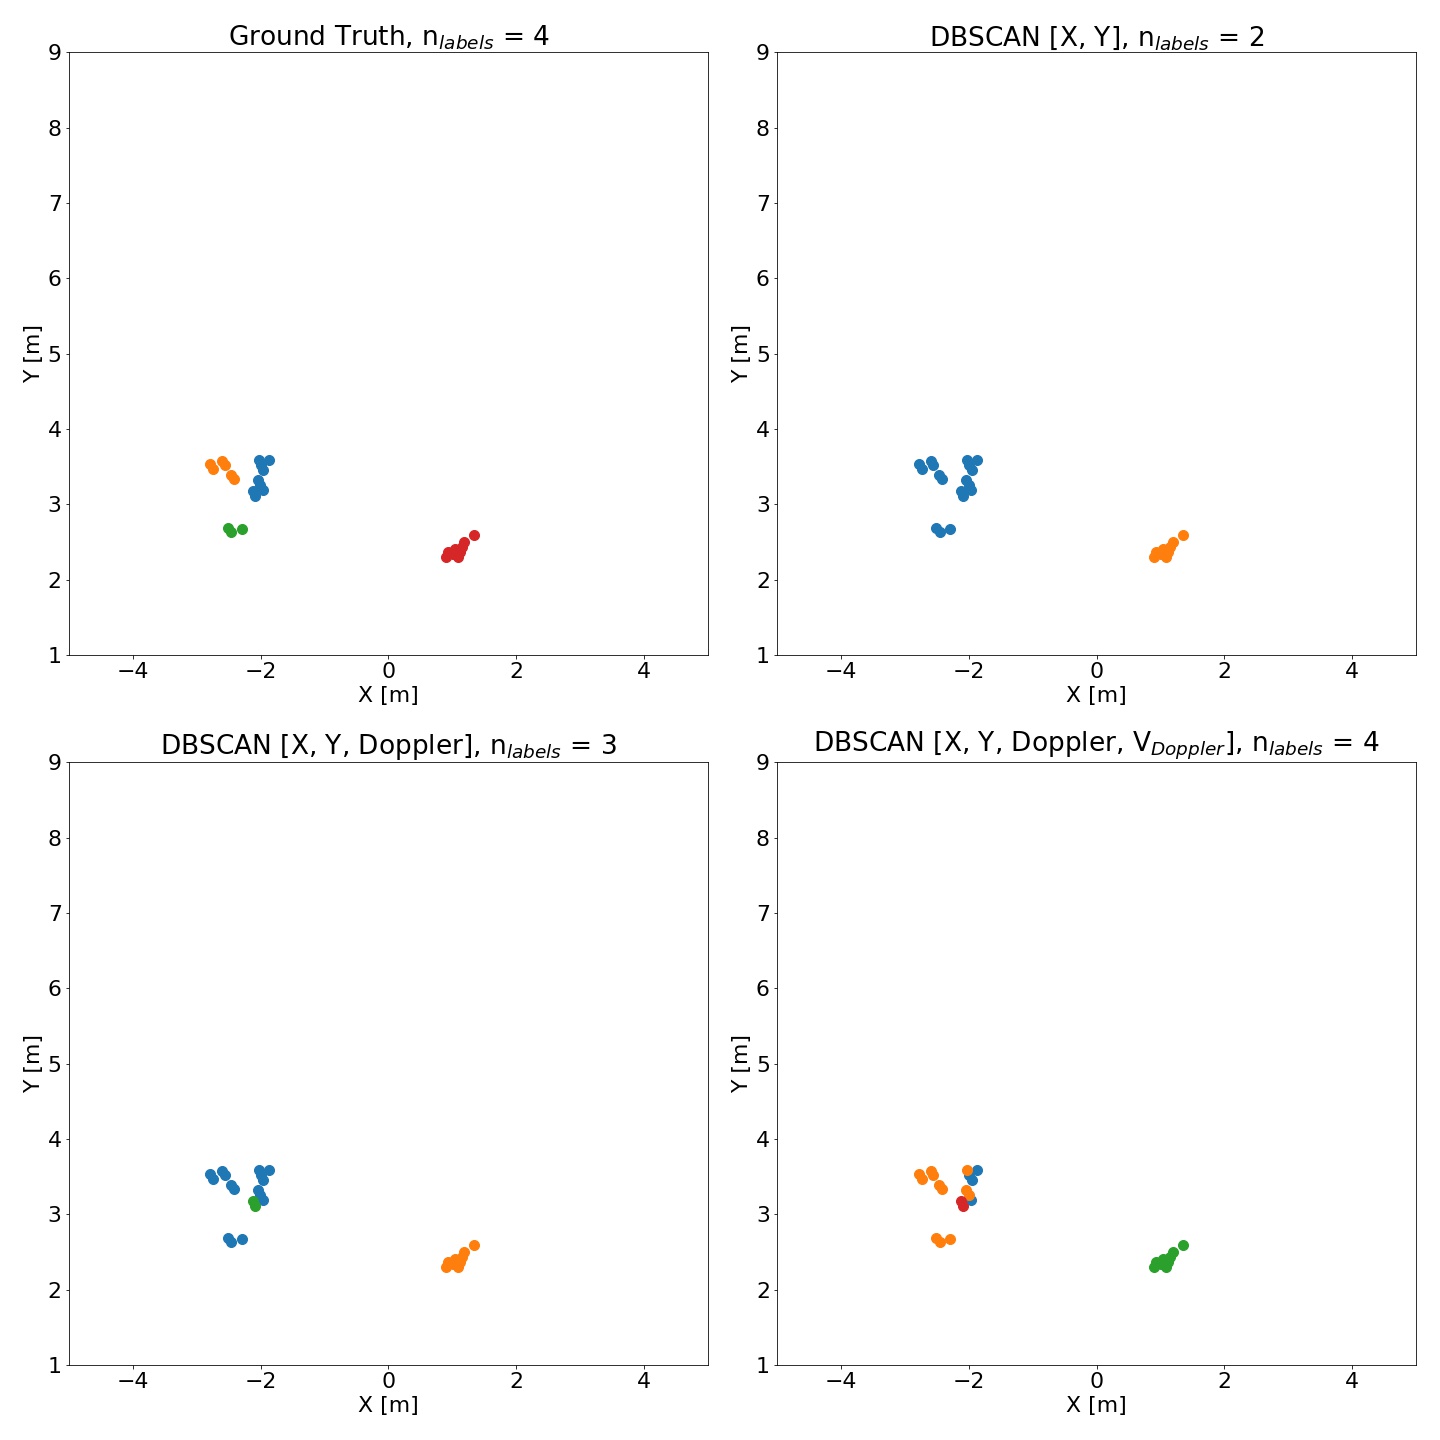 Ground Truth, n_labels = 4
9
8
7
6
5
4
3
2
1
Y [m]
−4 −2 0 2 4
X [m]
DBSCAN [X, Y], n_labels = 2
9
8
7
6
5
4
3
2
1
Y [m]
−4 −2 0 2 4
X [m]
DBSCAN [X, Y, Doppler], n_labels = 3
9
8
7
6
5
4
3
2
1
Y [m]
−4 −2 0 2 4
X [m]
DBSCAN [X, Y, Doppler, V_Doppler], n_labels = 4
9
8
7
6
5
4
3
2
1
Y [m]
−4 −2 0 2 4
X [m]